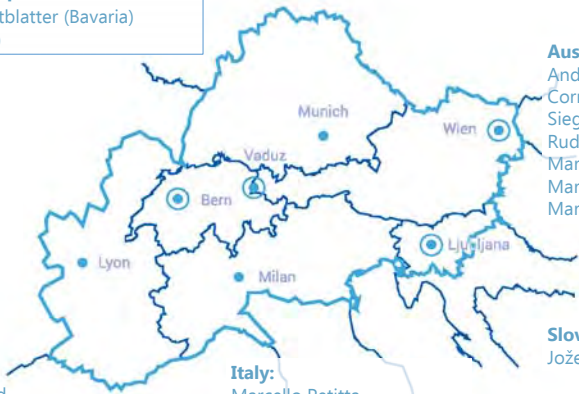 tblatter (Bavaria)
Munich
Vaduz
Wien
Bern
Lyon
Milan
Ljubljana
Aus
And
Corr
Sieg
Rud
Mar
Mar
Mar
Slov
Jože
Italy: